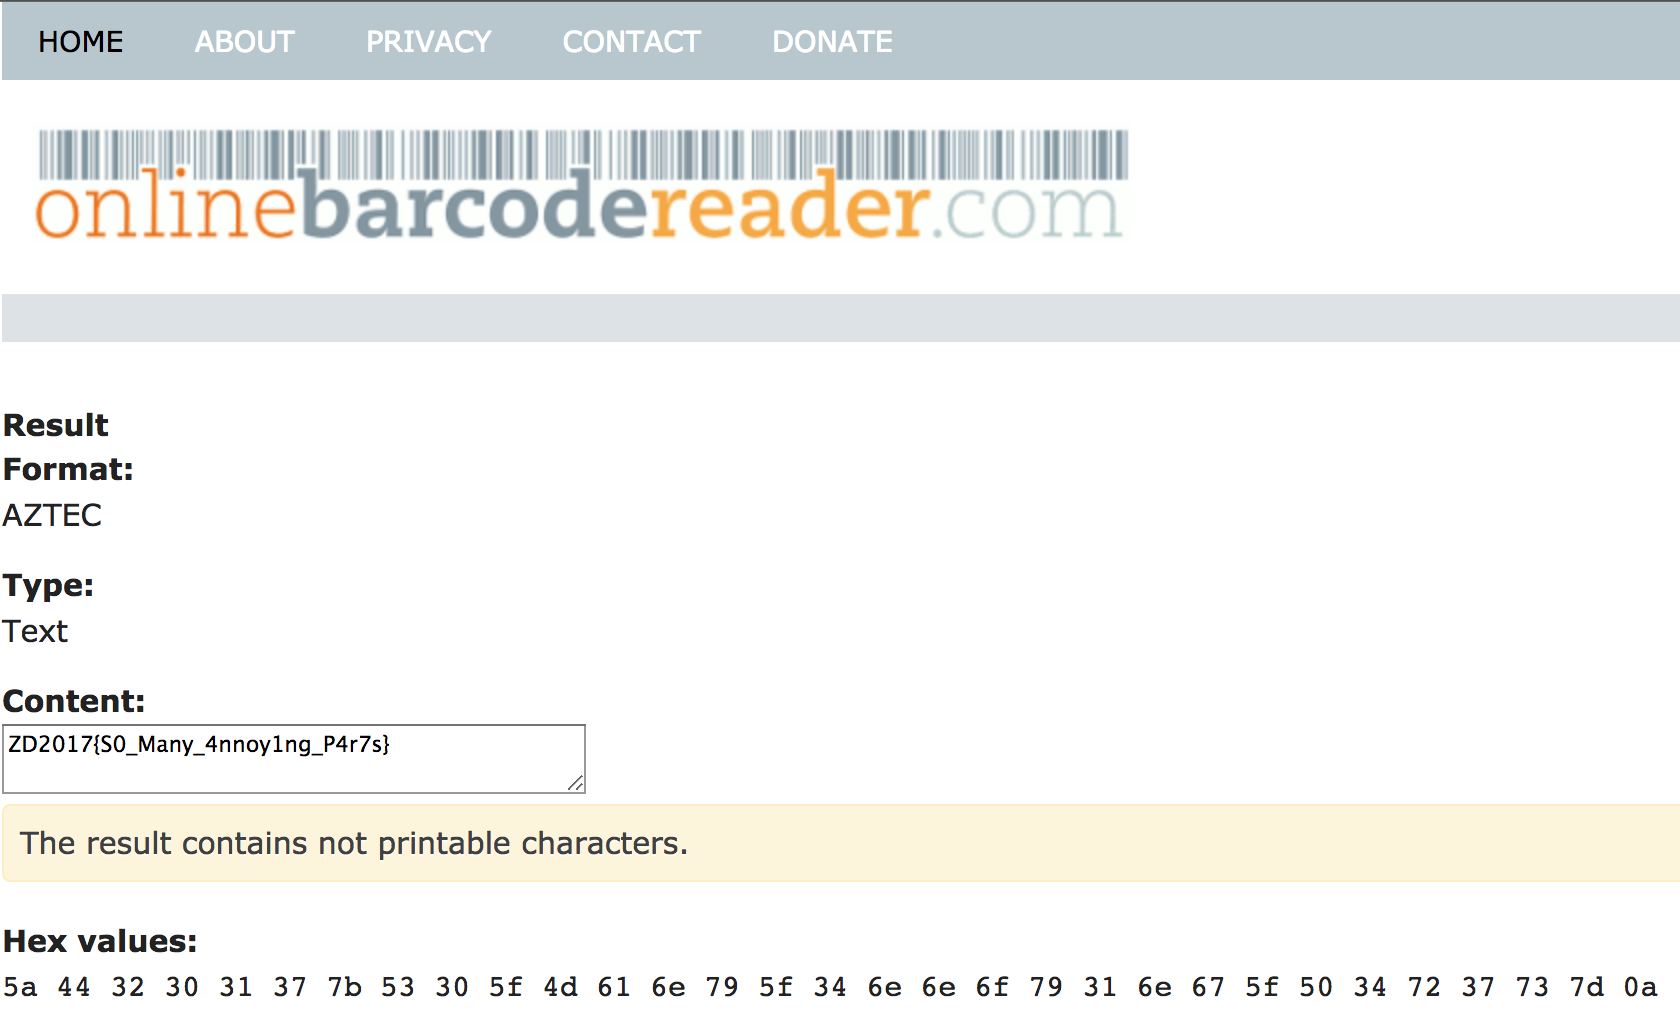 HOME ABOUT PRIVACY CONTACT DONATE
onlinebarcodereader.com
Result
Format:
AZTEC
Type:
Text
Content:
ZD2017{S0_Many_4nnoy1ng_P4r7s}
The result contains not printable characters.
Hex values:
5a 44 32 30 31 37 7b 53 30 5f 4d 61 6e 79 5f 34 6e 6e 6f 79 31 6e 67 5f 50 34 72 37 73 7d 0a